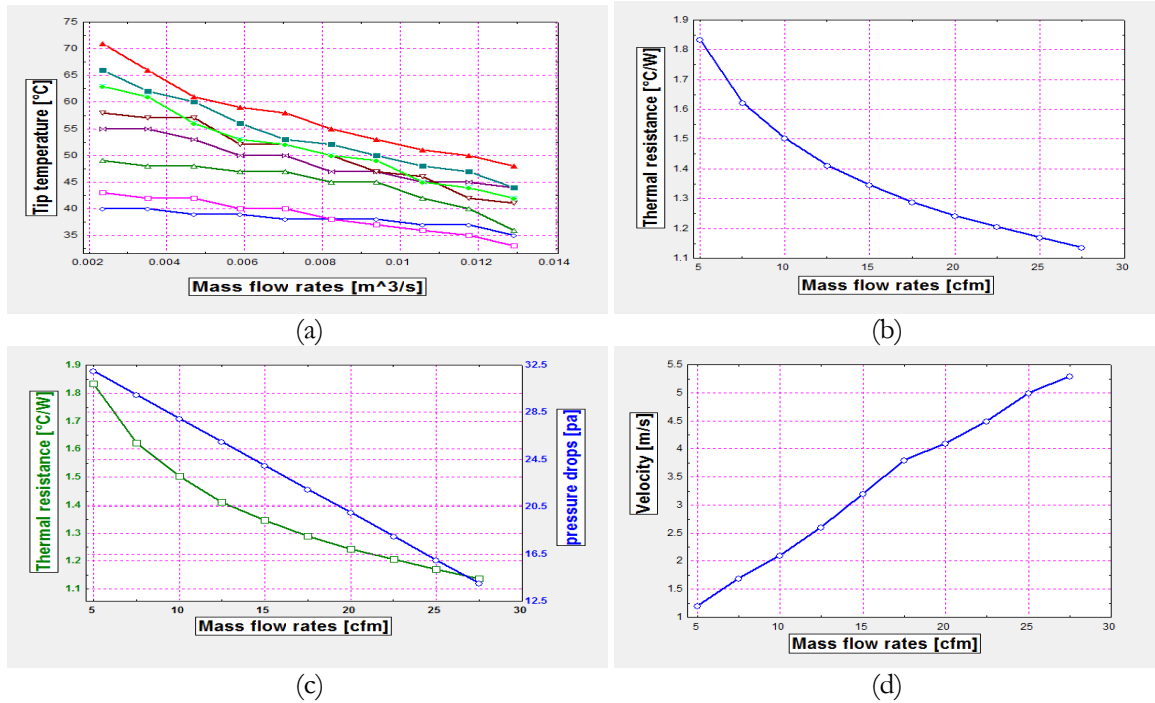 (a)
75
70
65
60
55
50
45
40
35
0.002 0.004 0.006 0.008 0.01 0.012 0.014
Tip temperature [°C]
Mass flow rates [m^3/s]
(b)
1.9
1.8
1.7
1.6
1.5
1.4
1.3
1.2
1.1
5 10 15 20 25 30
Thermal resistance [°C/W]
Mass flow rates [cfm]
(a)
(b)
1.9
1.8
1.7
1.6
1.5
1.4
1.3
1.2
1.1
Thermal resistance [°C/W]
32.5
28.5
24.5
20.5
16.5
12.5
pressure drops [pa]
5 10 15 20 25 30
Mass flow rates [cfm]
5.5
5
4.5
4
3.5
3
2.5
2
1.5
1
Velocity [m/s]
5 10 15 20 25 30
Mass flow rates [cfm]
(c)
(d)